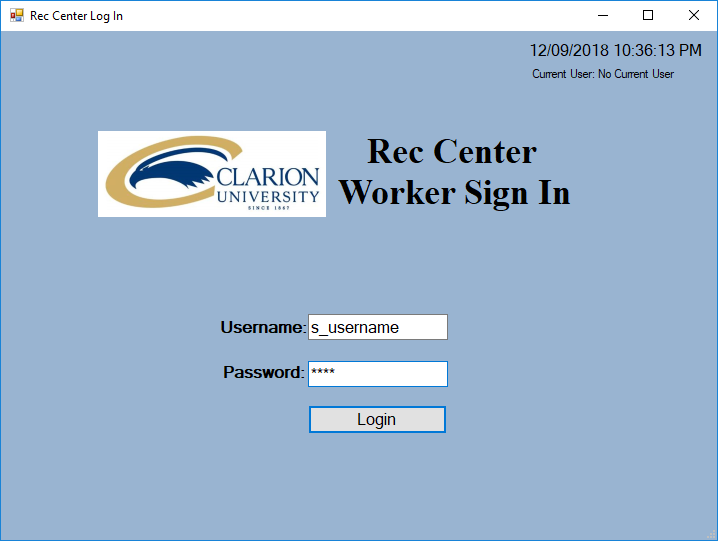 Rec Center Log In
12/09/2018 10:36:13 PM
Current User: No Current User
CLARION
UNIVERSITY
SINCE 1867
Rec Center
Worker Sign In
Username: s_username
Password: ****
Login